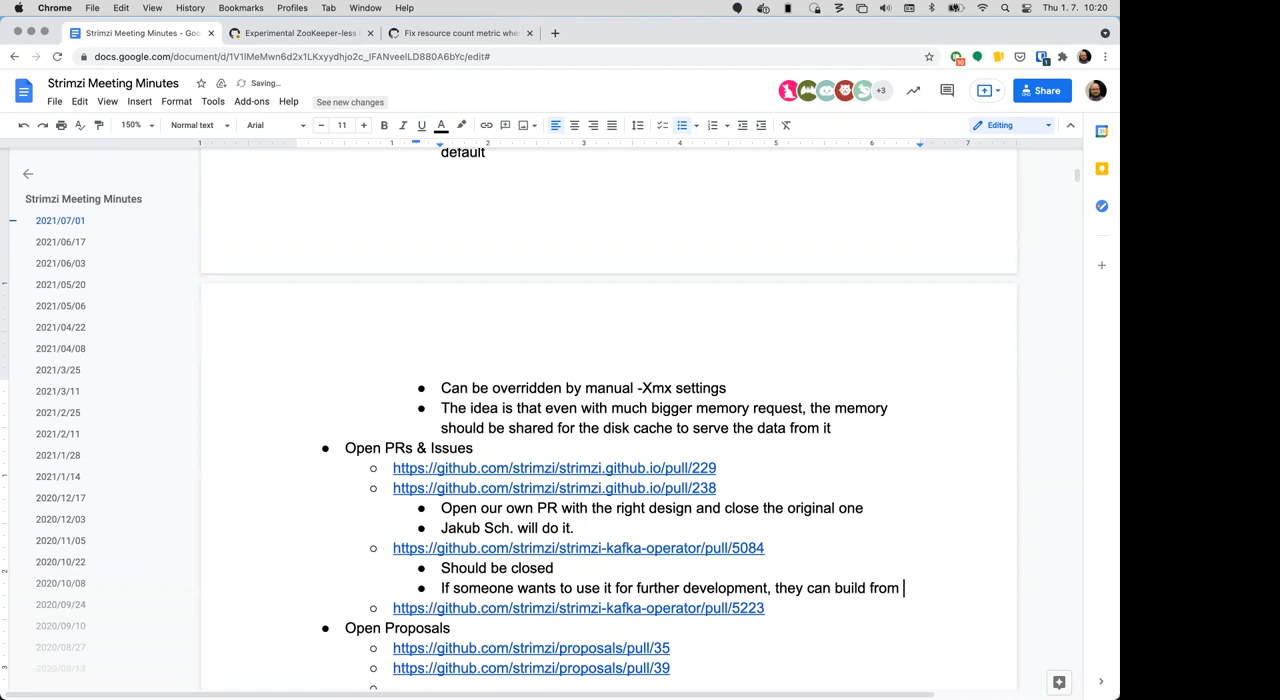 Chrome File Edit View History Bookmarks Profiles Tab Window Help Thu 1. 7. 10:20
Strimzi Meeting Minutes - Goo Experimental ZooKeeper-less Fix resource count metric whe
docs.google.com/document/d/1V1lMeMwn6d2x1LKxyydhjo2c_IFANveelLD880A6bYc/edit#
Strimzi Meeting Minutes Saving...
File Edit View Insert Format Tools Add-ons Help See new changes +3 Share
150% Normal text Arial 11 Editing
default
Strimzi Meeting Minutes
2021/07/01
2021/06/17
2021/06/03
2021/05/20
2021/05/06
2021/04/22
2021/04/08
2021/3/25
2021/3/11
2021/2/25
2021/2/11
2021/1/28
2021/1/14
2020/12/17
2020/12/03
2020/11/05
2020/10/22
2020/10/08
2020/09/24
2020/09/10
2020/08/27
2020/08/13
● Can be overridden by manual -Xmx settings
● The idea is that even with much bigger memory request, the memory
should be shared for the disk cache to serve the data from it
● Open PRs & Issues
○ https://github.com/strimzi/strimzi.github.io/pull/229
○ https://github.com/strimzi/strimzi.github.io/pull/238
● Open our own PR with the right design and close the original one
● Jakub Sch. will do it.
○ https://github.com/strimzi/strimzi-kafka-operator/pull/5084
● Should be closed
● If someone wants to use it for further development, they can build from
○ https://github.com/strimzi/strimzi-kafka-operator/pull/5223
● Open Proposals
○ https://github.com/strimzi/proposals/pull/35
○ https://github.com/strimzi/proposals/pull/39